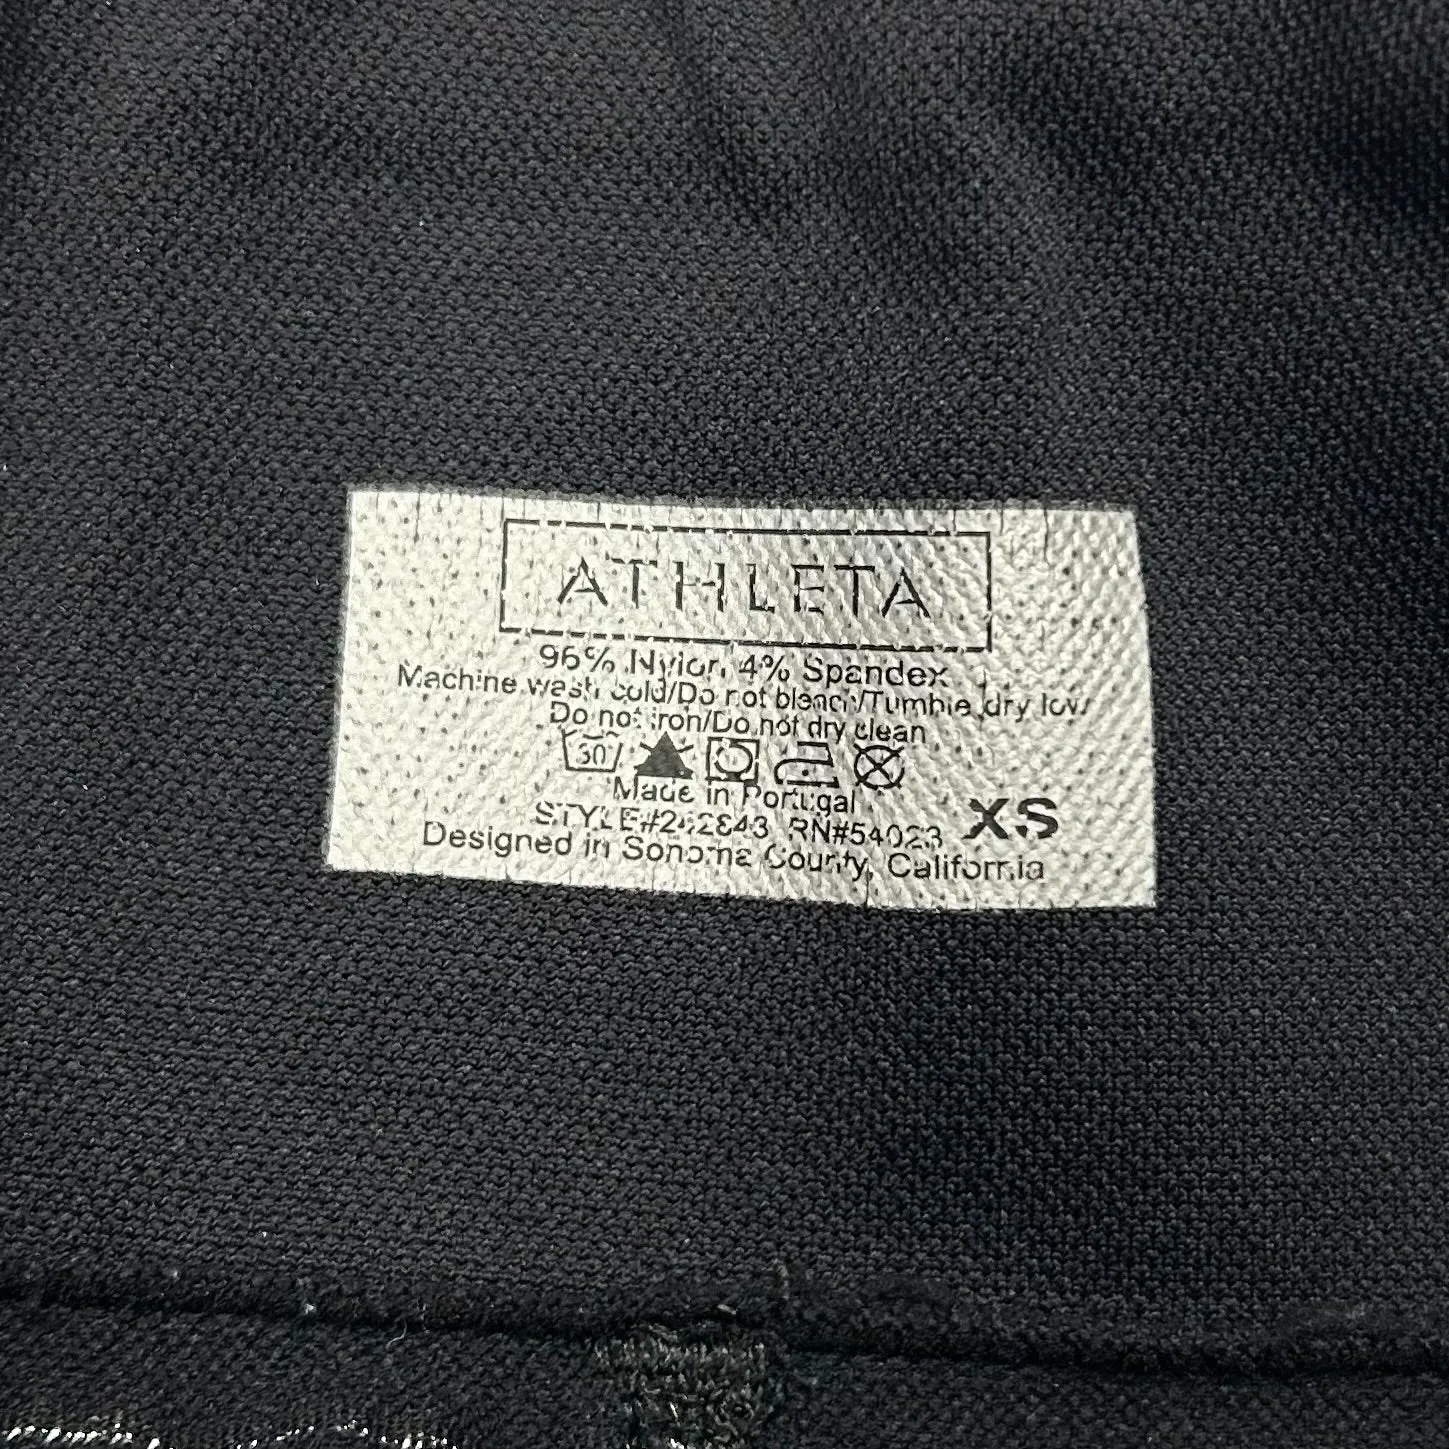 ATHLETA
96% Nylon, 4% Spandex
Machine wash cold/Do not bleach/Tumble dry low
Do not iron/Do not dry clean
30
Made in Portugal
RN#54023 XS
Designed in Sonoma County, California